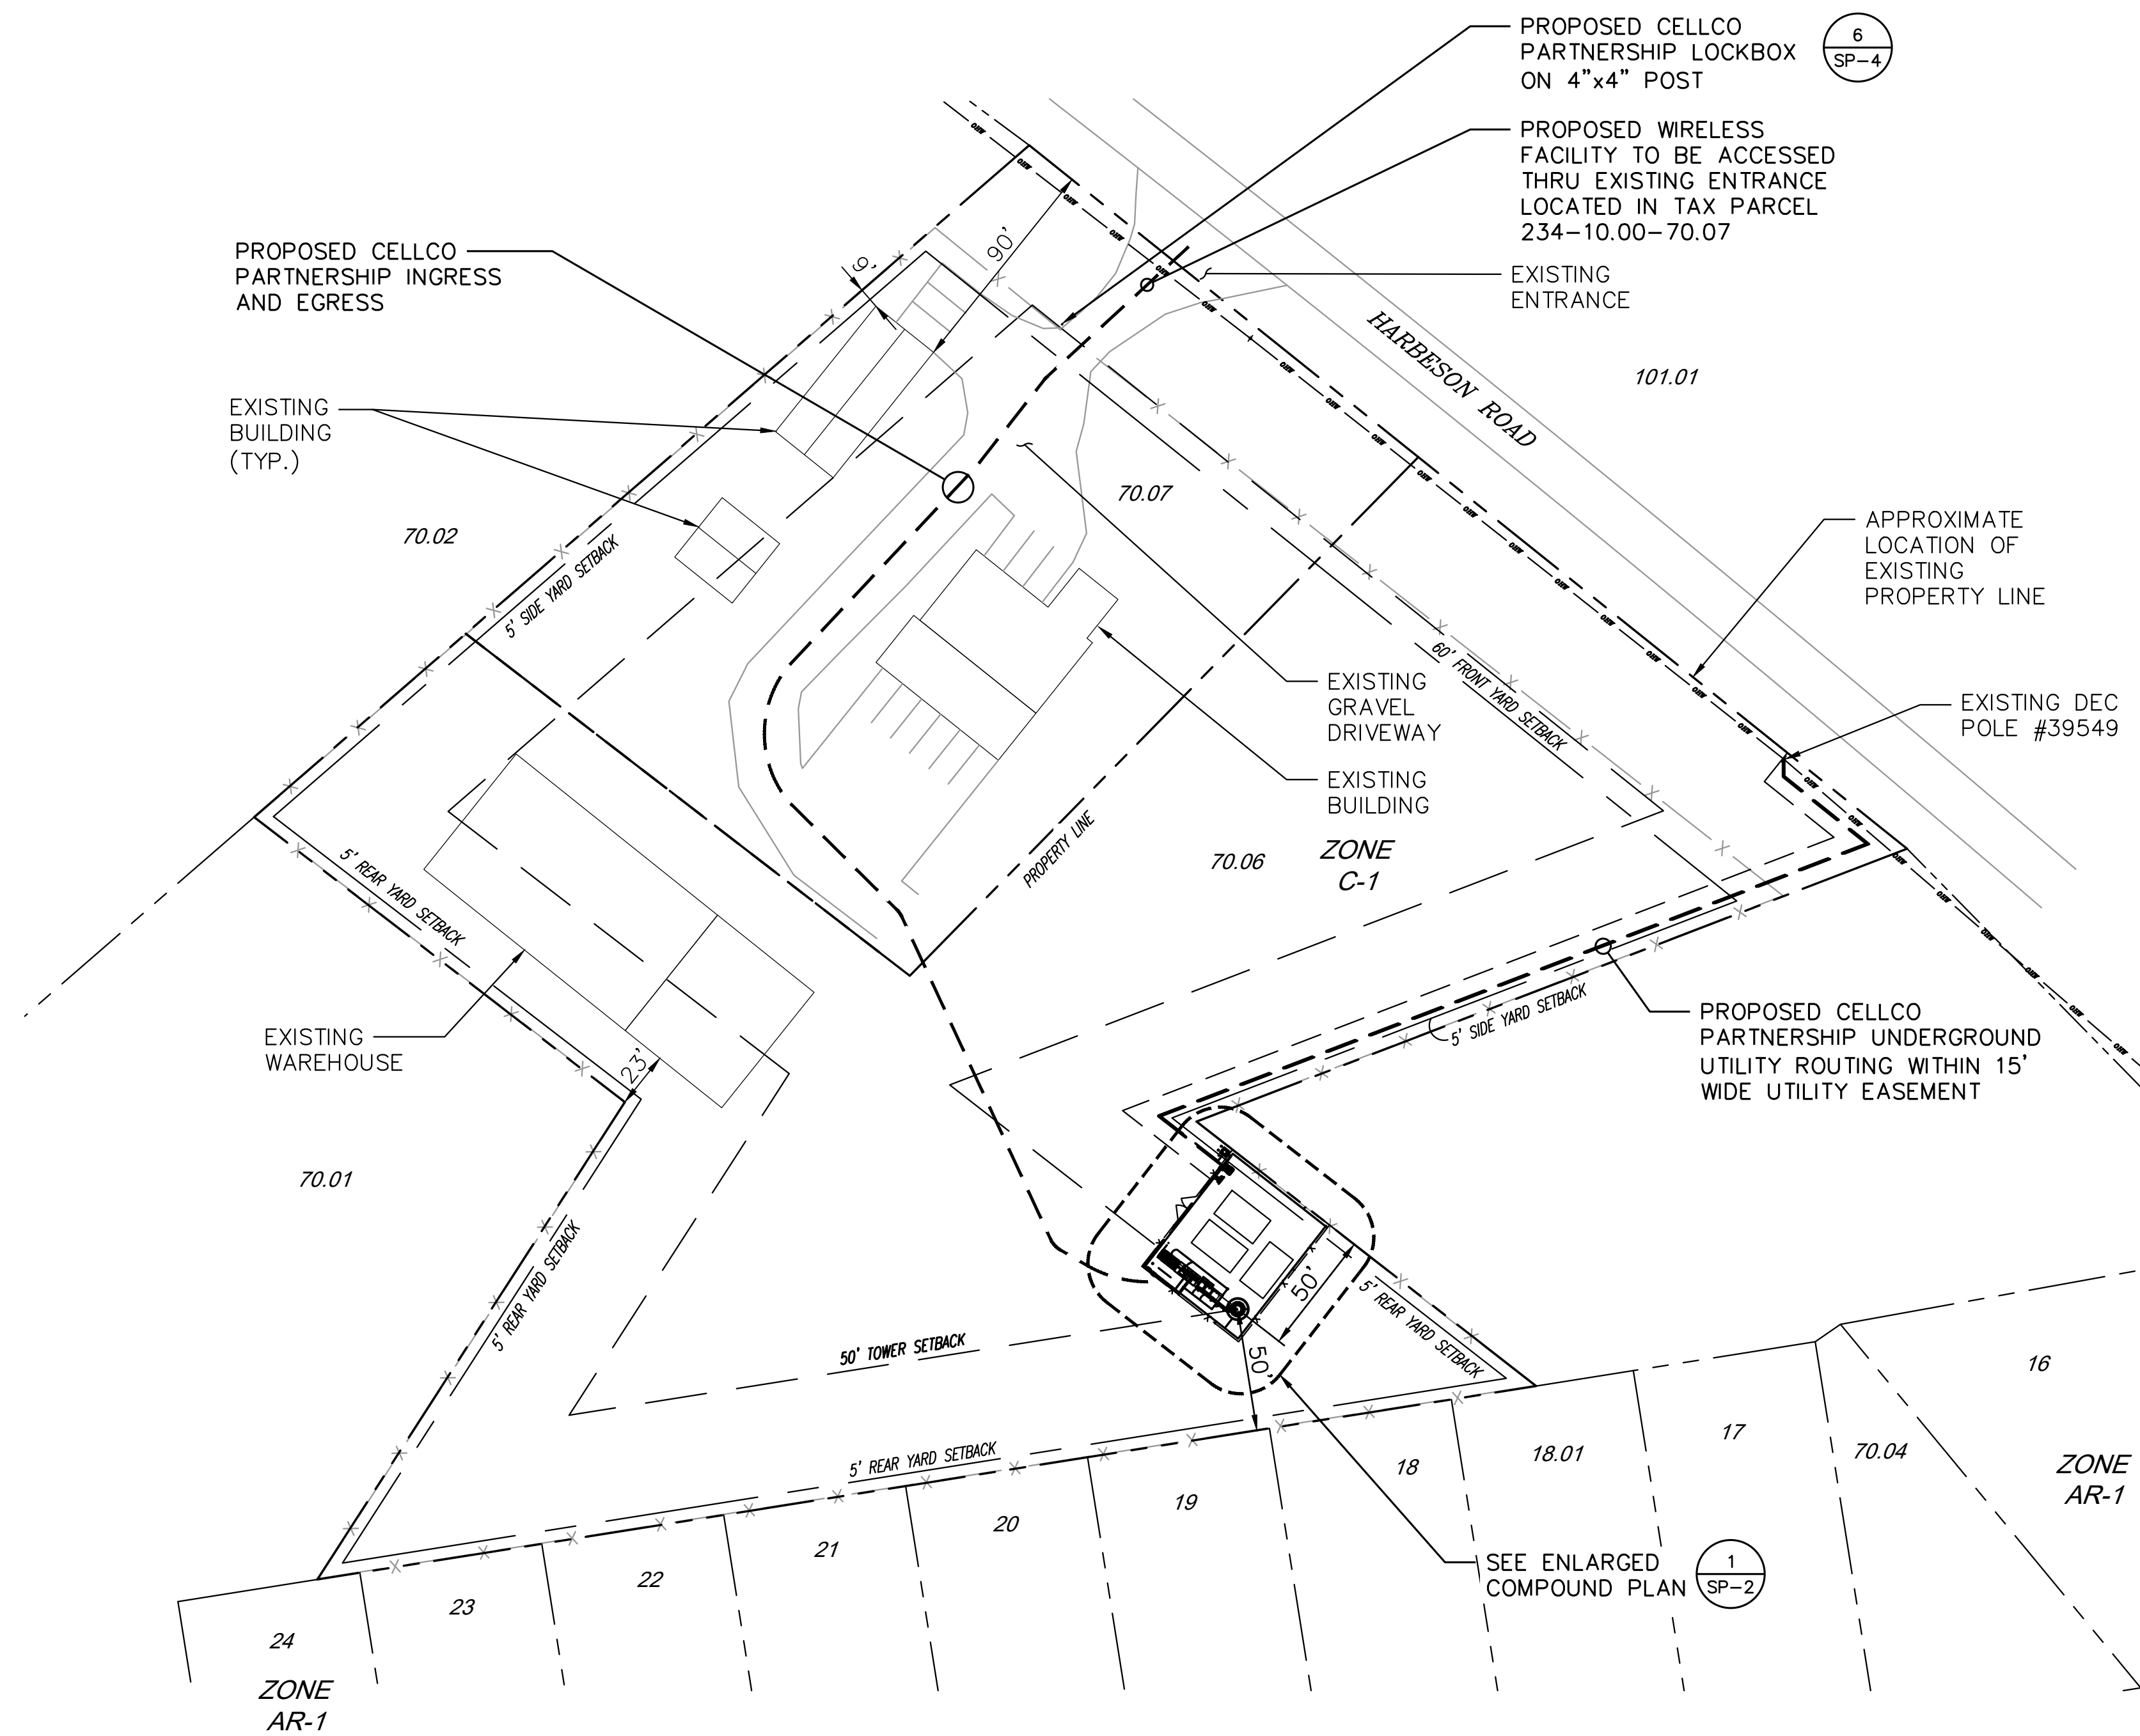 PROPOSED CELLCO
PARTNERSHIP LOCKBOX
ON 4"x4" POST
6
SP-4
PROPOSED WIRELESS
FACILITY TO BE ACCESSED
THRU EXISTING ENTRANCE
LOCATED IN TAX PARCEL
234-10.00-70.07
EXISTING
ENTRANCE
PROPOSED CELLCO
PARTNERSHIP INGRESS
AND EGRESS
9'
90'
HARBESON ROAD
101.01
EXISTING
BUILDING
(TYP.)
70.02
5' SIDE YARD SETBACK
70.07
APPROXIMATE
LOCATION OF
EXISTING
PROPERTY LINE
60' FRONT YARD SETBACK
EXISTING
GRAVEL
DRIVEWAY
EXISTING DEC
POLE #39549
EXISTING
BUILDING
PROPERTY LINE
70.06
ZONE
C-1
5' REAR YARD SETBACK
EXISTING
WAREHOUSE
23'
5' SIDE YARD SETBACK
PROPOSED CELLCO
PARTNERSHIP UNDERGROUND
UTILITY ROUTING WITHIN 15'
WIDE UTILITY EASEMENT
70.01
5' REAR YARD SETBACK
50'
5' REAR YARD SETBACK
50' TOWER SETBACK
50'
5' REAR YARD SETBACK
16
17
18.01
70.04
18
19
20
21
22
23
24
ZONE
AR-1
ZONE
AR-1
SEE ENLARGED
COMPOUND PLAN
1
SP-2